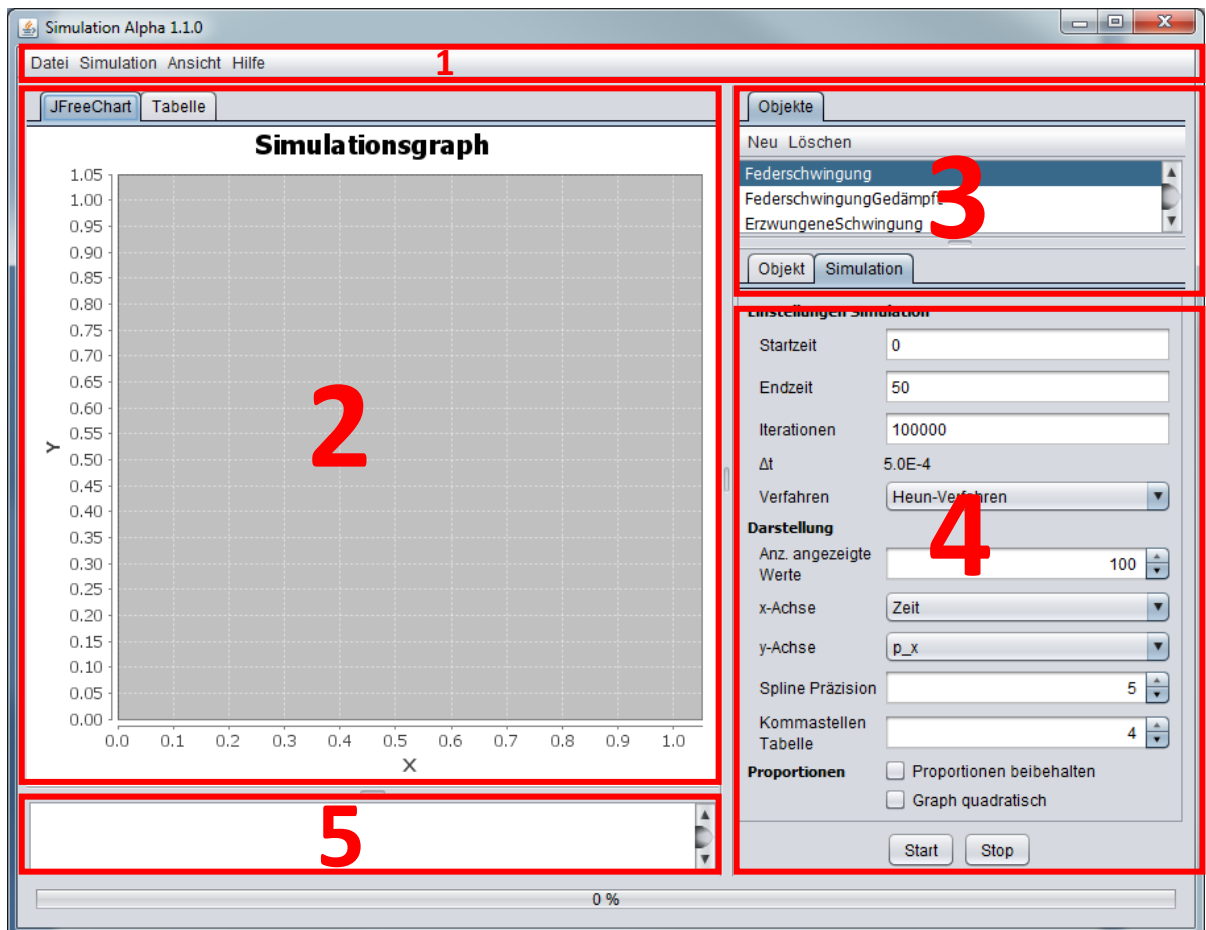 Simulation Alpha 1.1.0
Datei Simulation Ansicht Hilfe
1
JFreeChart Tabelle
Simulationsgraph
1.05
1.00
0.95
0.90
0.85
0.80
0.75
0.70
0.65
0.60
0.55
0.50
0.45
0.40
0.35
0.30
0.25
0.20
0.15
0.10
0.05
0.00
Y
0.0 0.1 0.2 0.3 0.4 0.5 0.6 0.7 0.8 0.9 1.0
X
2
Objekte
Neu Löschen
Federschwingung
FederschwingungGedämpft
ErzwungeneSchwingung
3
Objekt Simulation
Einstellungen Simulation
Startzeit 0
Endzeit 50
Iterationen 100000
Δt 5.0E-4
Verfahren Heun-Verfahren
4
Darstellung
Anz. angezeigte
Werte 100
x-Achse Zeit
y-Achse p_x
Spline Präzision 5
Kommastellen
Tabelle 4
Proportionen Proportionen beibehalten
Graph quadratisch
Start Stop
5
0 %